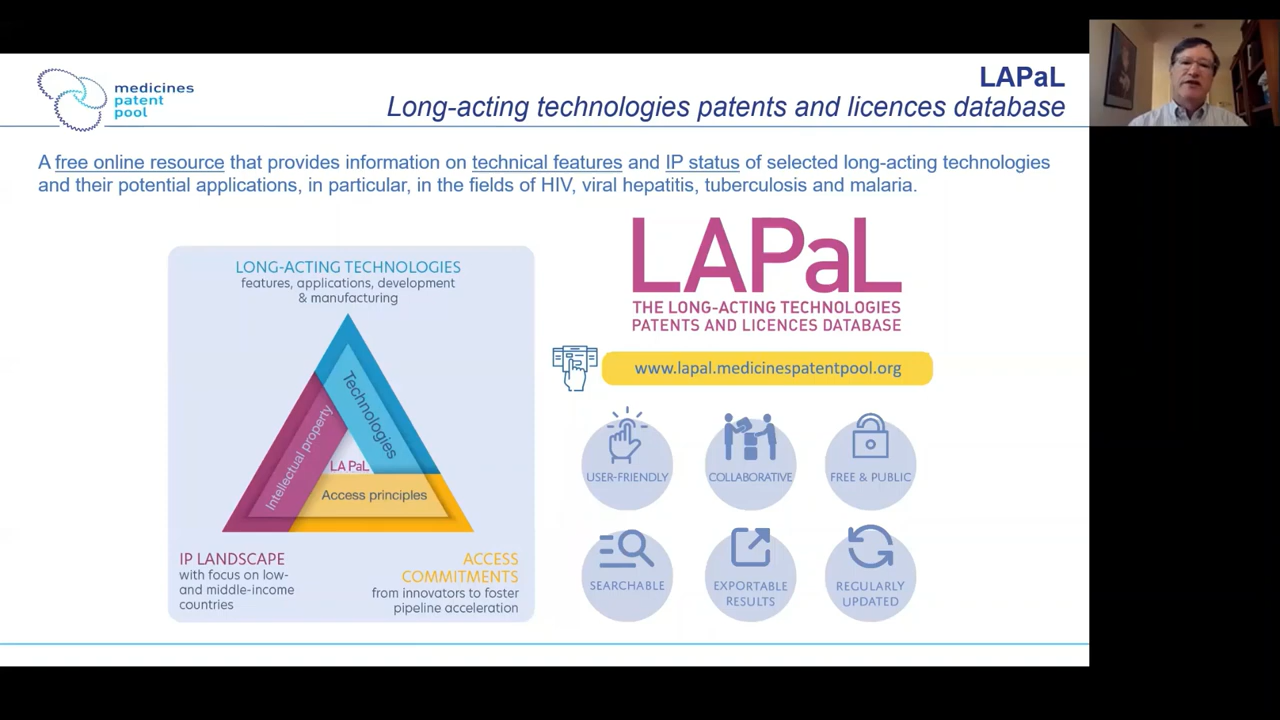 medicines
patent
pool
LAPaL
Long-acting technologies patents and licences database
A free online resource that provides information on technical features and IP status of selected long-acting technologies
and their potential applications, in particular, in the fields of HIV, viral hepatitis, tuberculosis and malaria.
LONG-ACTING TECHNOLOGIES
features, applications, development
& manufacturing
Technologies
Intellectual property
LAPaL
Access principles
IP LANDSCAPE
with focus on low-
and middle-income
countries
ACCESS
COMMITMENTS
from innovators to foster
pipeline acceleration
LAPaL
THE LONG-ACTING TECHNOLOGIES
PATENTS AND LICENCES DATABASE
www.lapal.medicinespatentpool.org
USER-FRIENDLY
COLLABORATIVE
FREE & PUBLIC
SEARCHABLE
EXPORTABLE
RESULTS
REGULARLY
UPDATED